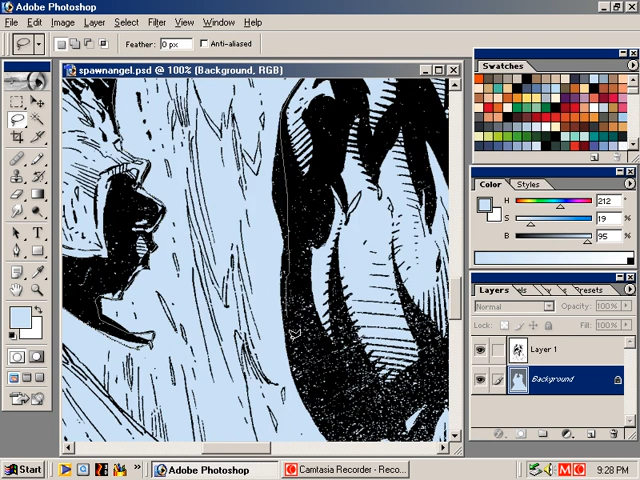 Adobe Photoshop
File Edit Image Layer Select Filter View Window Help
Feather: 0 px Anti-aliased
spawnangel.psd @ 100% (Background, RGB)
Swatches
Color Styles
H 212
S 19 %
B 95 %
Layers resets
Normal Opacity: 100%
Lock: Fill: 100%
Layer 1
Background
Start Adobe Photoshop Camtasia Recorder - Reco... 9:28 PM